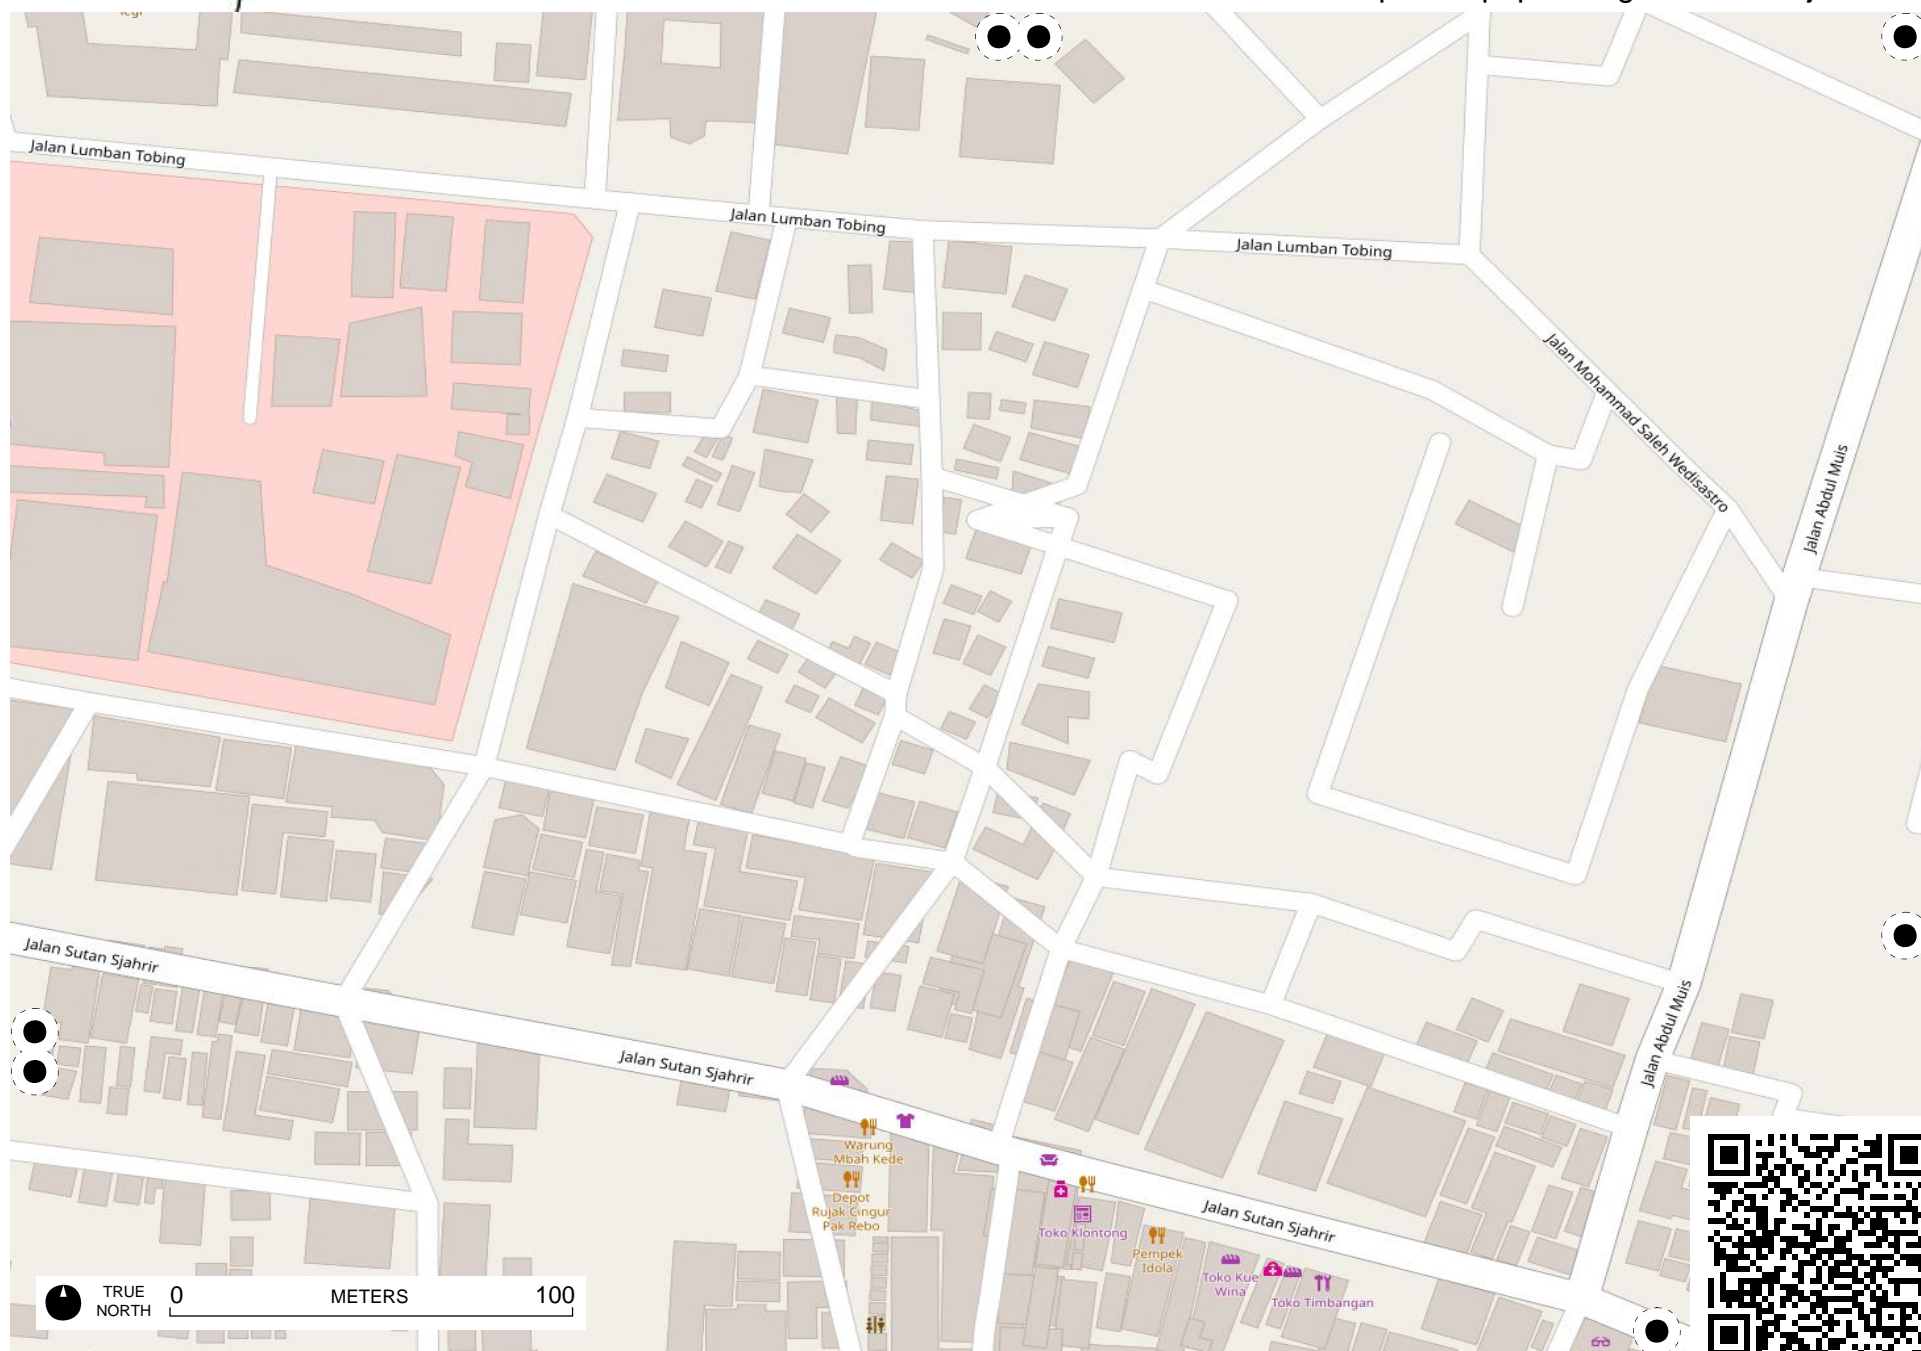 Jalan Lumban Tobing
Jalan Lumban Tobing
Jalan Lumban Tobing
Jalan Mohammad Saleh Wedisastro
Jalan Abdul Muis
Jalan Sutan Sjahrir
Jalan Abdul Muis
Jalan Sutan Sjahrir
Warung
Mbah Kede
Depot
Rujak Cingur
Pak Rebo
Jalan Sutan Sjahrir
Toko Klontong
Pempek
Idola
Toko Kue
Wina
Toko Timbangan
TRUE
NORTH
0 METERS 100